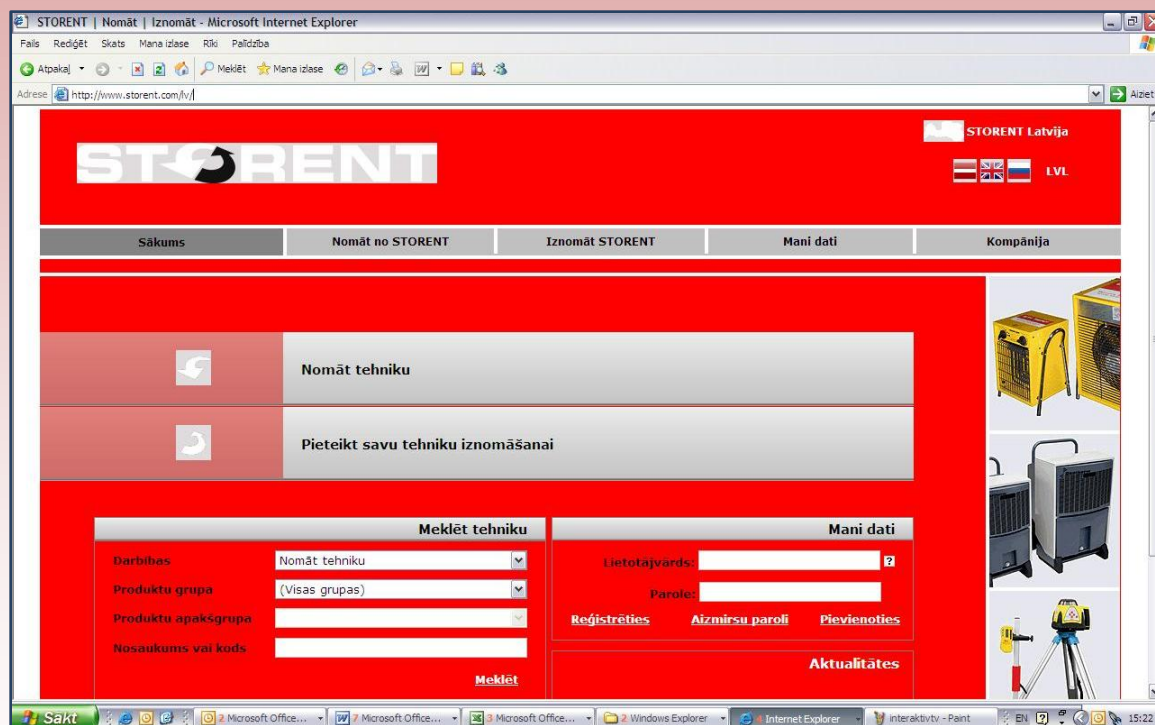 STORENT | Nomāt | Iznomāt - Microsoft Internet Explorer
Fails Rediģēt Skats Mana izlase Rīki Palīdzība
Atpakaļ Meklēt Mana izlase
Adrese http://www.storent.com/lv/ Aiziet
STORENT Latvija
STORENT
LVL
Sākums Nomāt no STORENT Iznomāt STORENT Mani dati Kompānija
Nomāt tehniku
Pieteikt savu tehniku iznomāšanai
Meklēt tehniku Mani dati
Darbības Nomāt tehniku Lietotājvārds: ?
Produktu grupa (Visas grupas) Parole:
Produktu apakšgrupa Reģistrēties Aizmirsu paroli Pievienoties
Nosaukums vai kods
Meklēt Aktualitātes
Sākt 2 Microsoft Office... 7 Microsoft Office... 3 Microsoft Office... 2 Windows Explorer 4 Internet Explorer interaktivtv - Paint EN 15:22